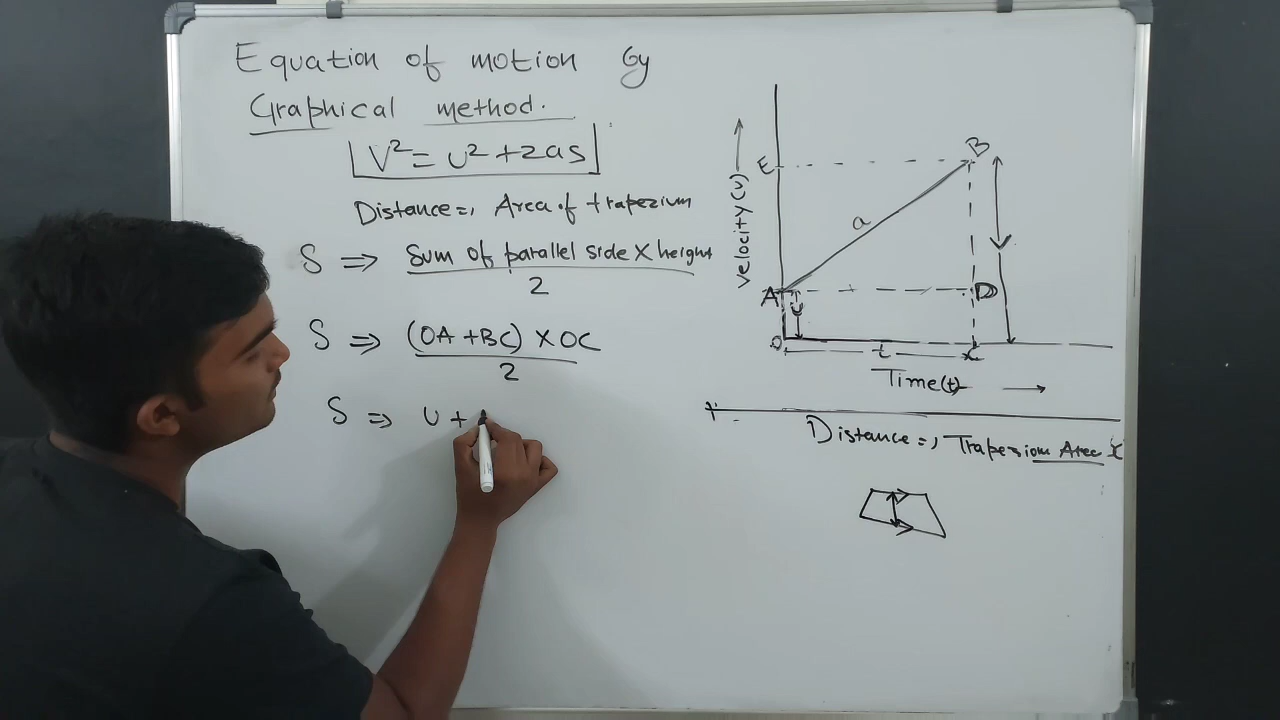 Equation of motion by
Graphical method.
V² = U² + 2as
Distance =, Area of trapezium
S ⇒ Sum of parallel side X height
2
S ⇒ (OA + BC) X OC
2
S ⇒ U +
velocity (v)
E
B
a
A
D
u
O
t
C
Time(t)
Distance =, Trapezium Area